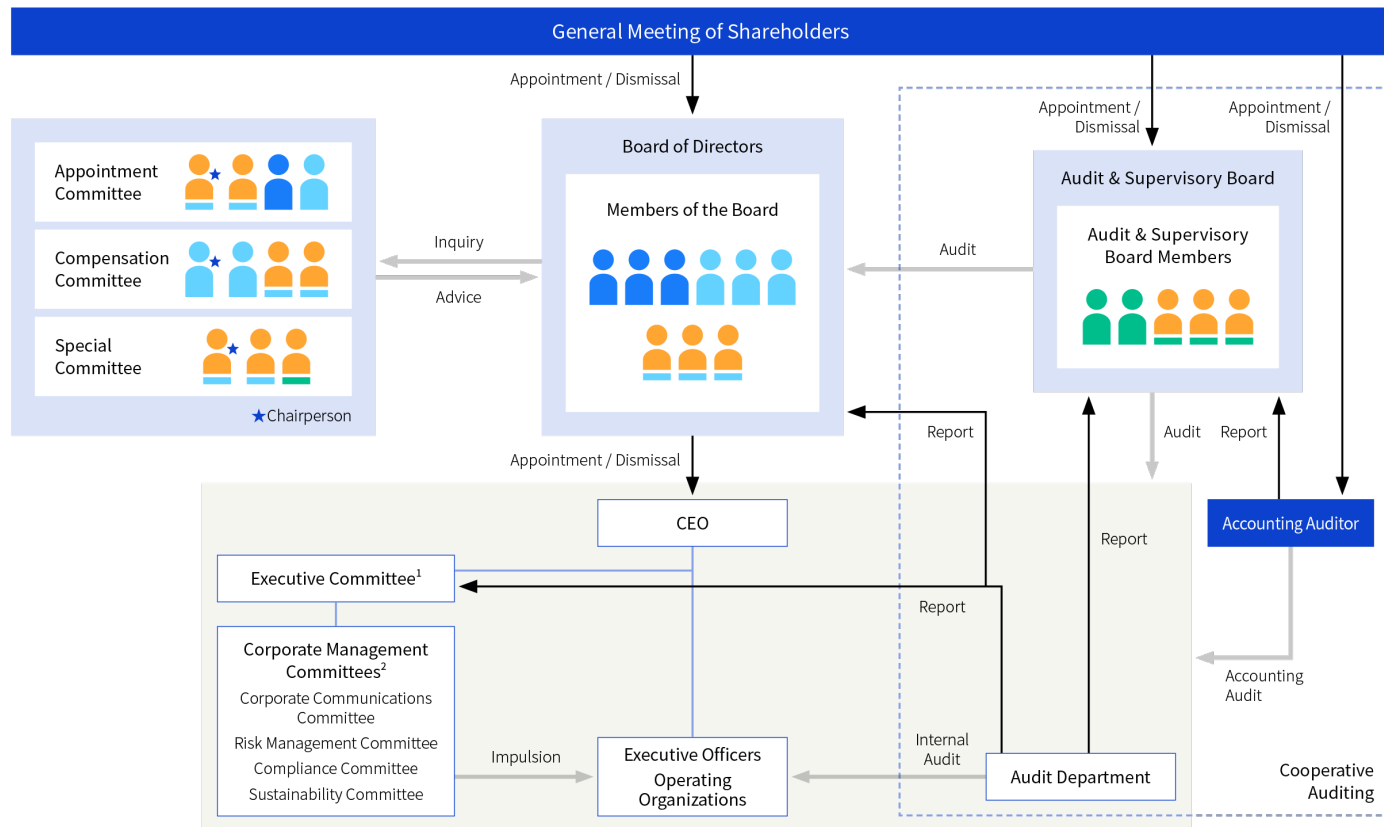 General Meeting of Shareholders
Appointment / Dismissal
Appointment /
Dismissal
Appointment /
Dismissal
Appointment
Committee
Compensation
Committee
Special
Committee
★Chairperson
Inquiry
Advice
Board of Directors
Members of the Board
Audit
Audit & Supervisory Board
Audit & Supervisory
Board Members
Report
Audit
Report
Appointment / Dismissal
CEO
Accounting Auditor
Report
Executive Committee¹
Report
Corporate Management
Committees²
Corporate Communications
Committee
Risk Management Committee
Compliance Committee
Sustainability Committee
Impulsion
Executive Officers
Operating
Organizations
Internal
Audit
Audit Department
Accounting
Audit
Cooperative
Auditing